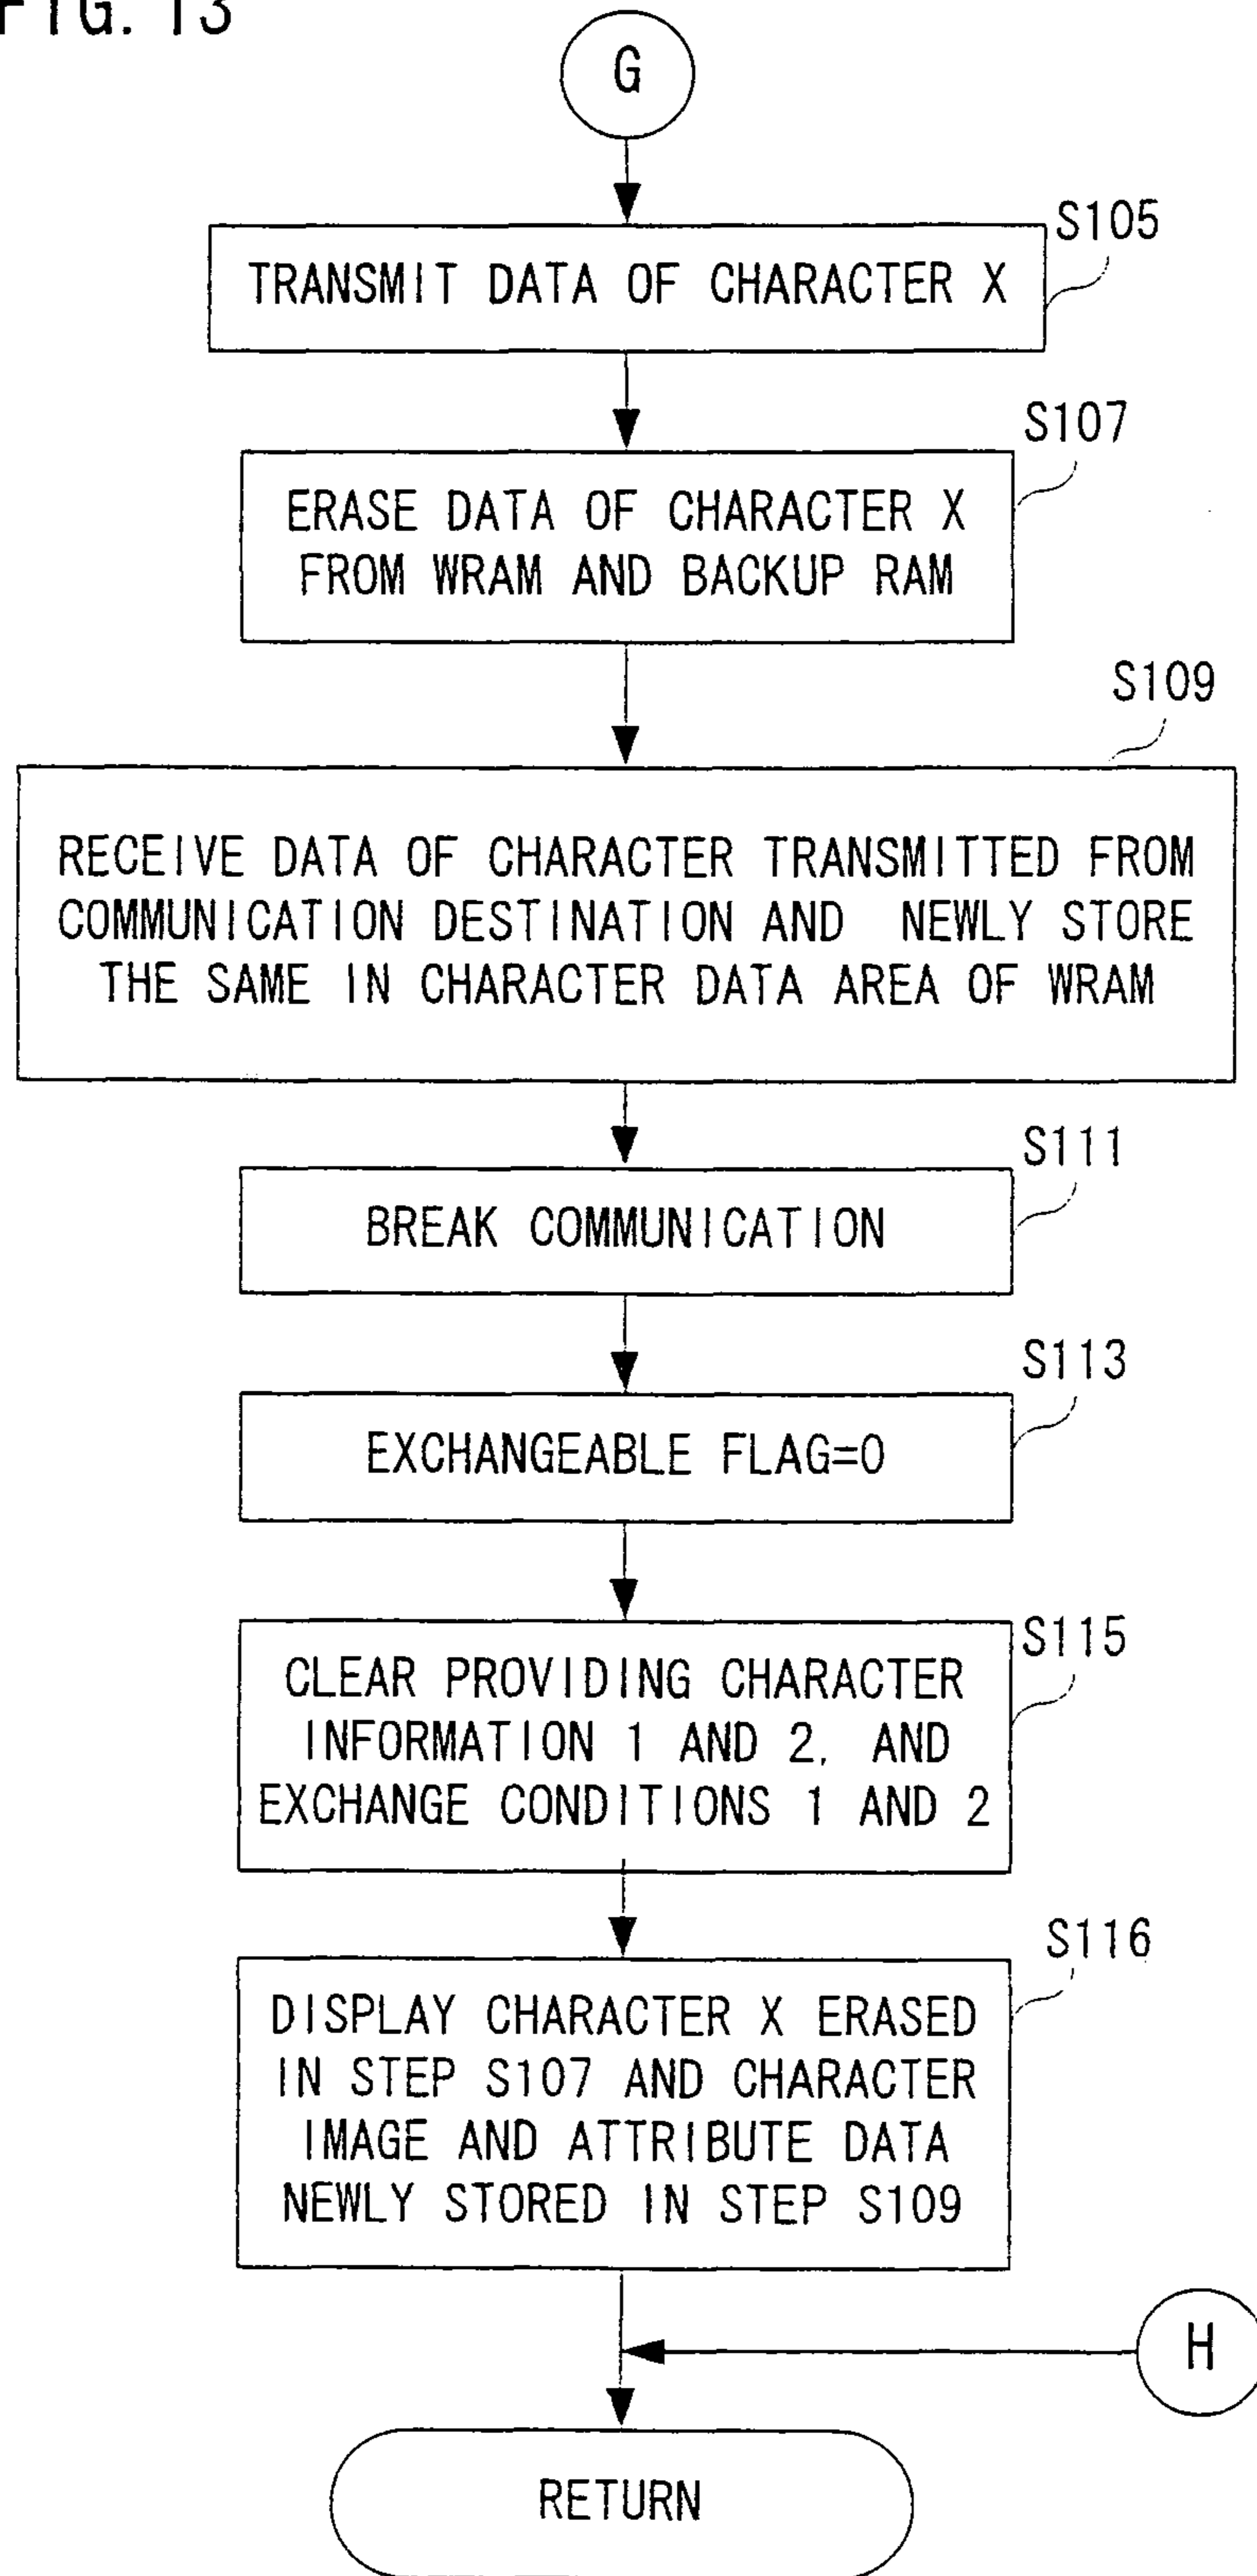 FIG. 13
G
S105
TRANSMIT DATA OF CHARACTER X
S107
ERASE DATA OF CHARACTER X
FROM WRAM AND BACKUP RAM
S109
RECEIVE DATA OF CHARACTER TRANSMITTED FROM
COMMUNICATION DESTINATION AND NEWLY STORE
THE SAME IN CHARACTER DATA AREA OF WRAM
S111
BREAK COMMUNICATION
S113
EXCHANGEABLE FLAG=0
S115
CLEAR PROVIDING CHARACTER
INFORMATION 1 AND 2, AND
EXCHANGE CONDITIONS 1 AND 2
S116
DISPLAY CHARACTER X ERASED
IN STEP S107 AND CHARACTER
IMAGE AND ATTRIBUTE DATA
NEWLY STORED IN STEP S109
H
RETURN